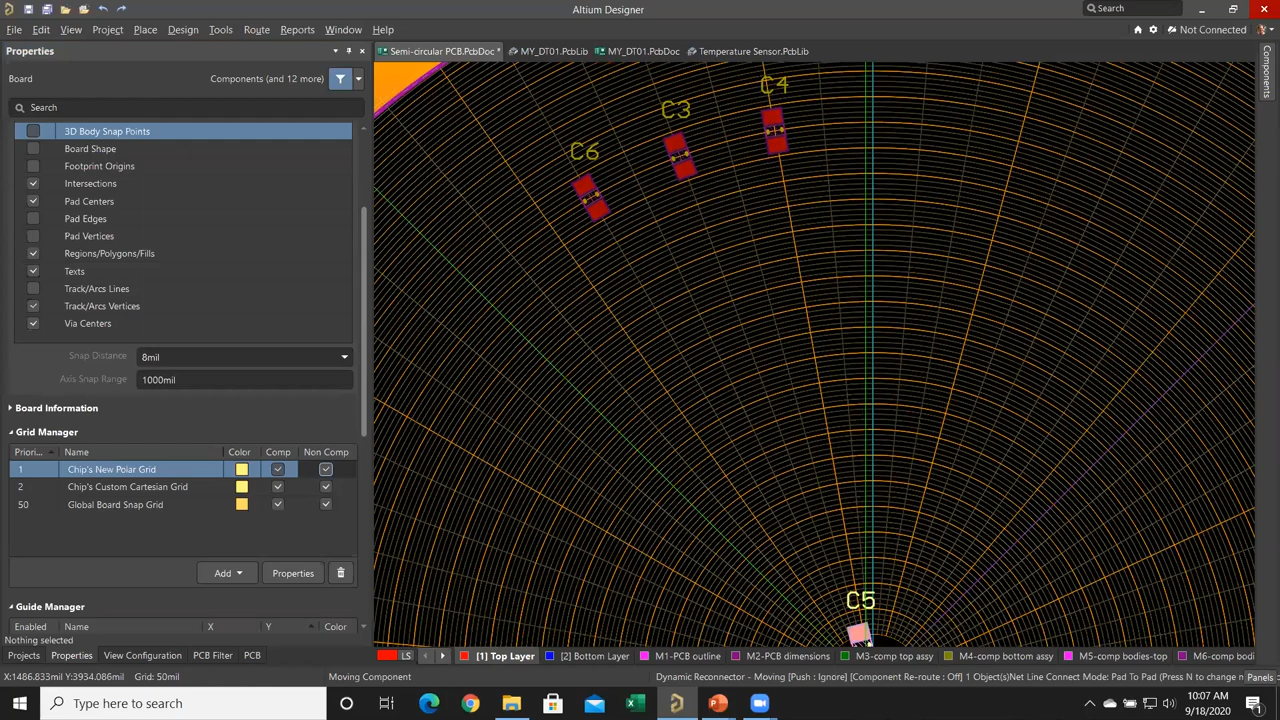 Altium Designer
Search
File Edit View Project Place Design Tools Route Reports Window Help
Not Connected
Properties
Semi-circular PCB.PcbDoc * MY_DT01.PcbLib MY_DT01.PcbDoc Temperature Sensor.PcbLib
Components
Board Components (and 12 more)
Search
3D Body Snap Points
Board Shape
Footprint Origins
Intersections
Pad Centers
Pad Edges
Pad Vertices
Regions/Polygons/Fills
Texts
Track/Arcs Lines
Track/Arcs Vertices
Via Centers
Snap Distance 8mil
Axis Snap Range 1000mil
Board Information
Grid Manager
Priori... Name Color Comp Non Comp
1 Chip's New Polar Grid
2 Chip's Custom Cartesian Grid
50 Global Board Snap Grid
Add Properties
Guide Manager
Enabled Name X Y Color
Nothing selected
C4
C3
C6
C5
Projects Properties View Configuration PCB Filter PCB
LS [1] Top Layer [2] Bottom Layer M1-PCB outline M2-PCB dimensions M3-comp top assy M4-comp bottom assy M5-comp bodies-top M6-comp bodi
X:1486.833mil Y:3934.086mil Grid: 50mil Moving Component Dynamic Reconnector - Moving [Push : Ignore] [Component Re-route : Off] 1 Object(s)Net Line Connect Mode: Pad To Pad (Press N to change m Panels
Type here to search
10:07 AM
9/18/2020
1